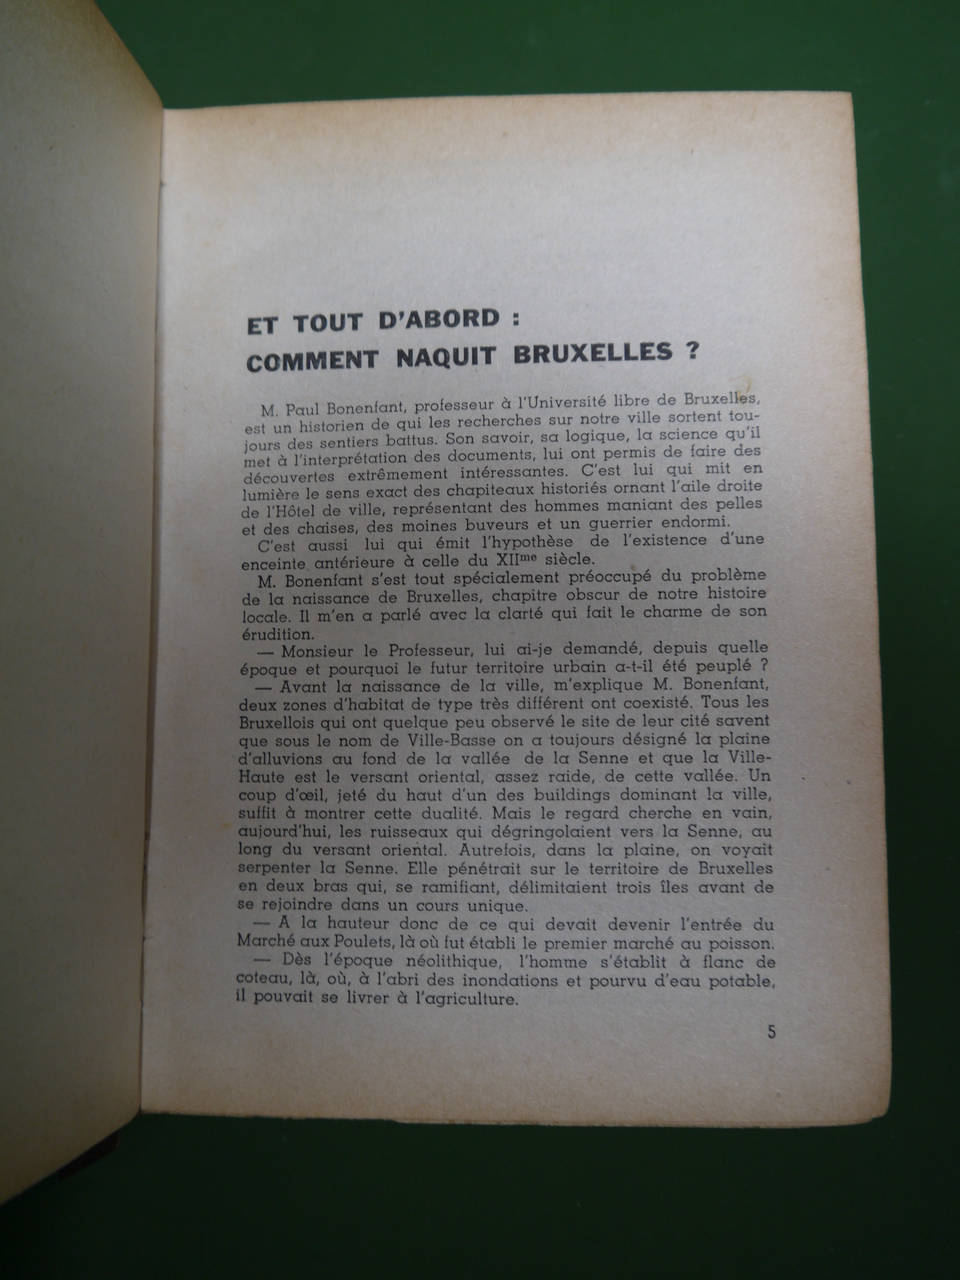 ET TOUT D'ABORD :
COMMENT NAQUIT BRUXELLES ?
M. Paul Bonenfant, professeur à l'Université libre de Bruxelles,
est un historien de qui les recherches sur notre ville sortent tou-
jours des sentiers battus. Son savoir, sa logique, la science qu'il
met à l'interprétation des documents, lui ont permis de faire des
découvertes extrêmement intéressantes. C'est lui qui mit en
lumière le sens exact des chapiteaux historiés ornant l'aile droite
de l'Hôtel de ville, représentant des hommes maniant des pelles
et des chaises, des moines buveurs et un guerrier endormi.
C'est aussi lui qui émit l'hypothèse de l'existence d'une
enceinte antérieure à celle du XIIme siècle.
M. Bonenfant s'est tout spécialement préoccupé du problème
de la naissance de Bruxelles, chapitre obscur de notre histoire
locale. Il m'en a parlé avec la clarté qui fait le charme de son
érudition.
— Monsieur le Professeur, lui ai-je demandé, depuis quelle
époque et pourquoi le futur territoire urbain a-t-il été peuplé ?
— Avant la naissance de la ville, m'explique M. Bonenfant,
deux zones d'habitat de type très différent ont coexisté. Tous les
Bruxellois qui ont quelque peu observé le site de leur cité savent
que sous le nom de Ville-Basse on a toujours désigné la plaine
d'alluvions au fond de la vallée de la Senne et que la Ville-
Haute est le versant oriental, assez raide, de cette vallée. Un
coup d'œil, jeté du haut d'un des buildings dominant la ville,
suffit à montrer cette dualité. Mais le regard cherche en vain,
aujourd'hui, les ruisseaux qui dégringolaient vers la Senne, au
long du versant oriental. Autrefois, dans la plaine, on voyait
serpenter la Senne. Elle pénétrait sur le territoire de Bruxelles
en deux bras qui, se ramifiant, délimitaient trois îles avant de
se rejoindre dans un cours unique.
— A la hauteur donc de ce qui devait devenir l'entrée du
Marché aux Poulets, là où fut établi le premier marché au poisson.
— Dès l'époque néolithique, l'homme s'établit à flanc de
coteau, là, où, à l'abri des inondations et pourvu d'eau potable,
il pouvait se livrer à l'agriculture.
5